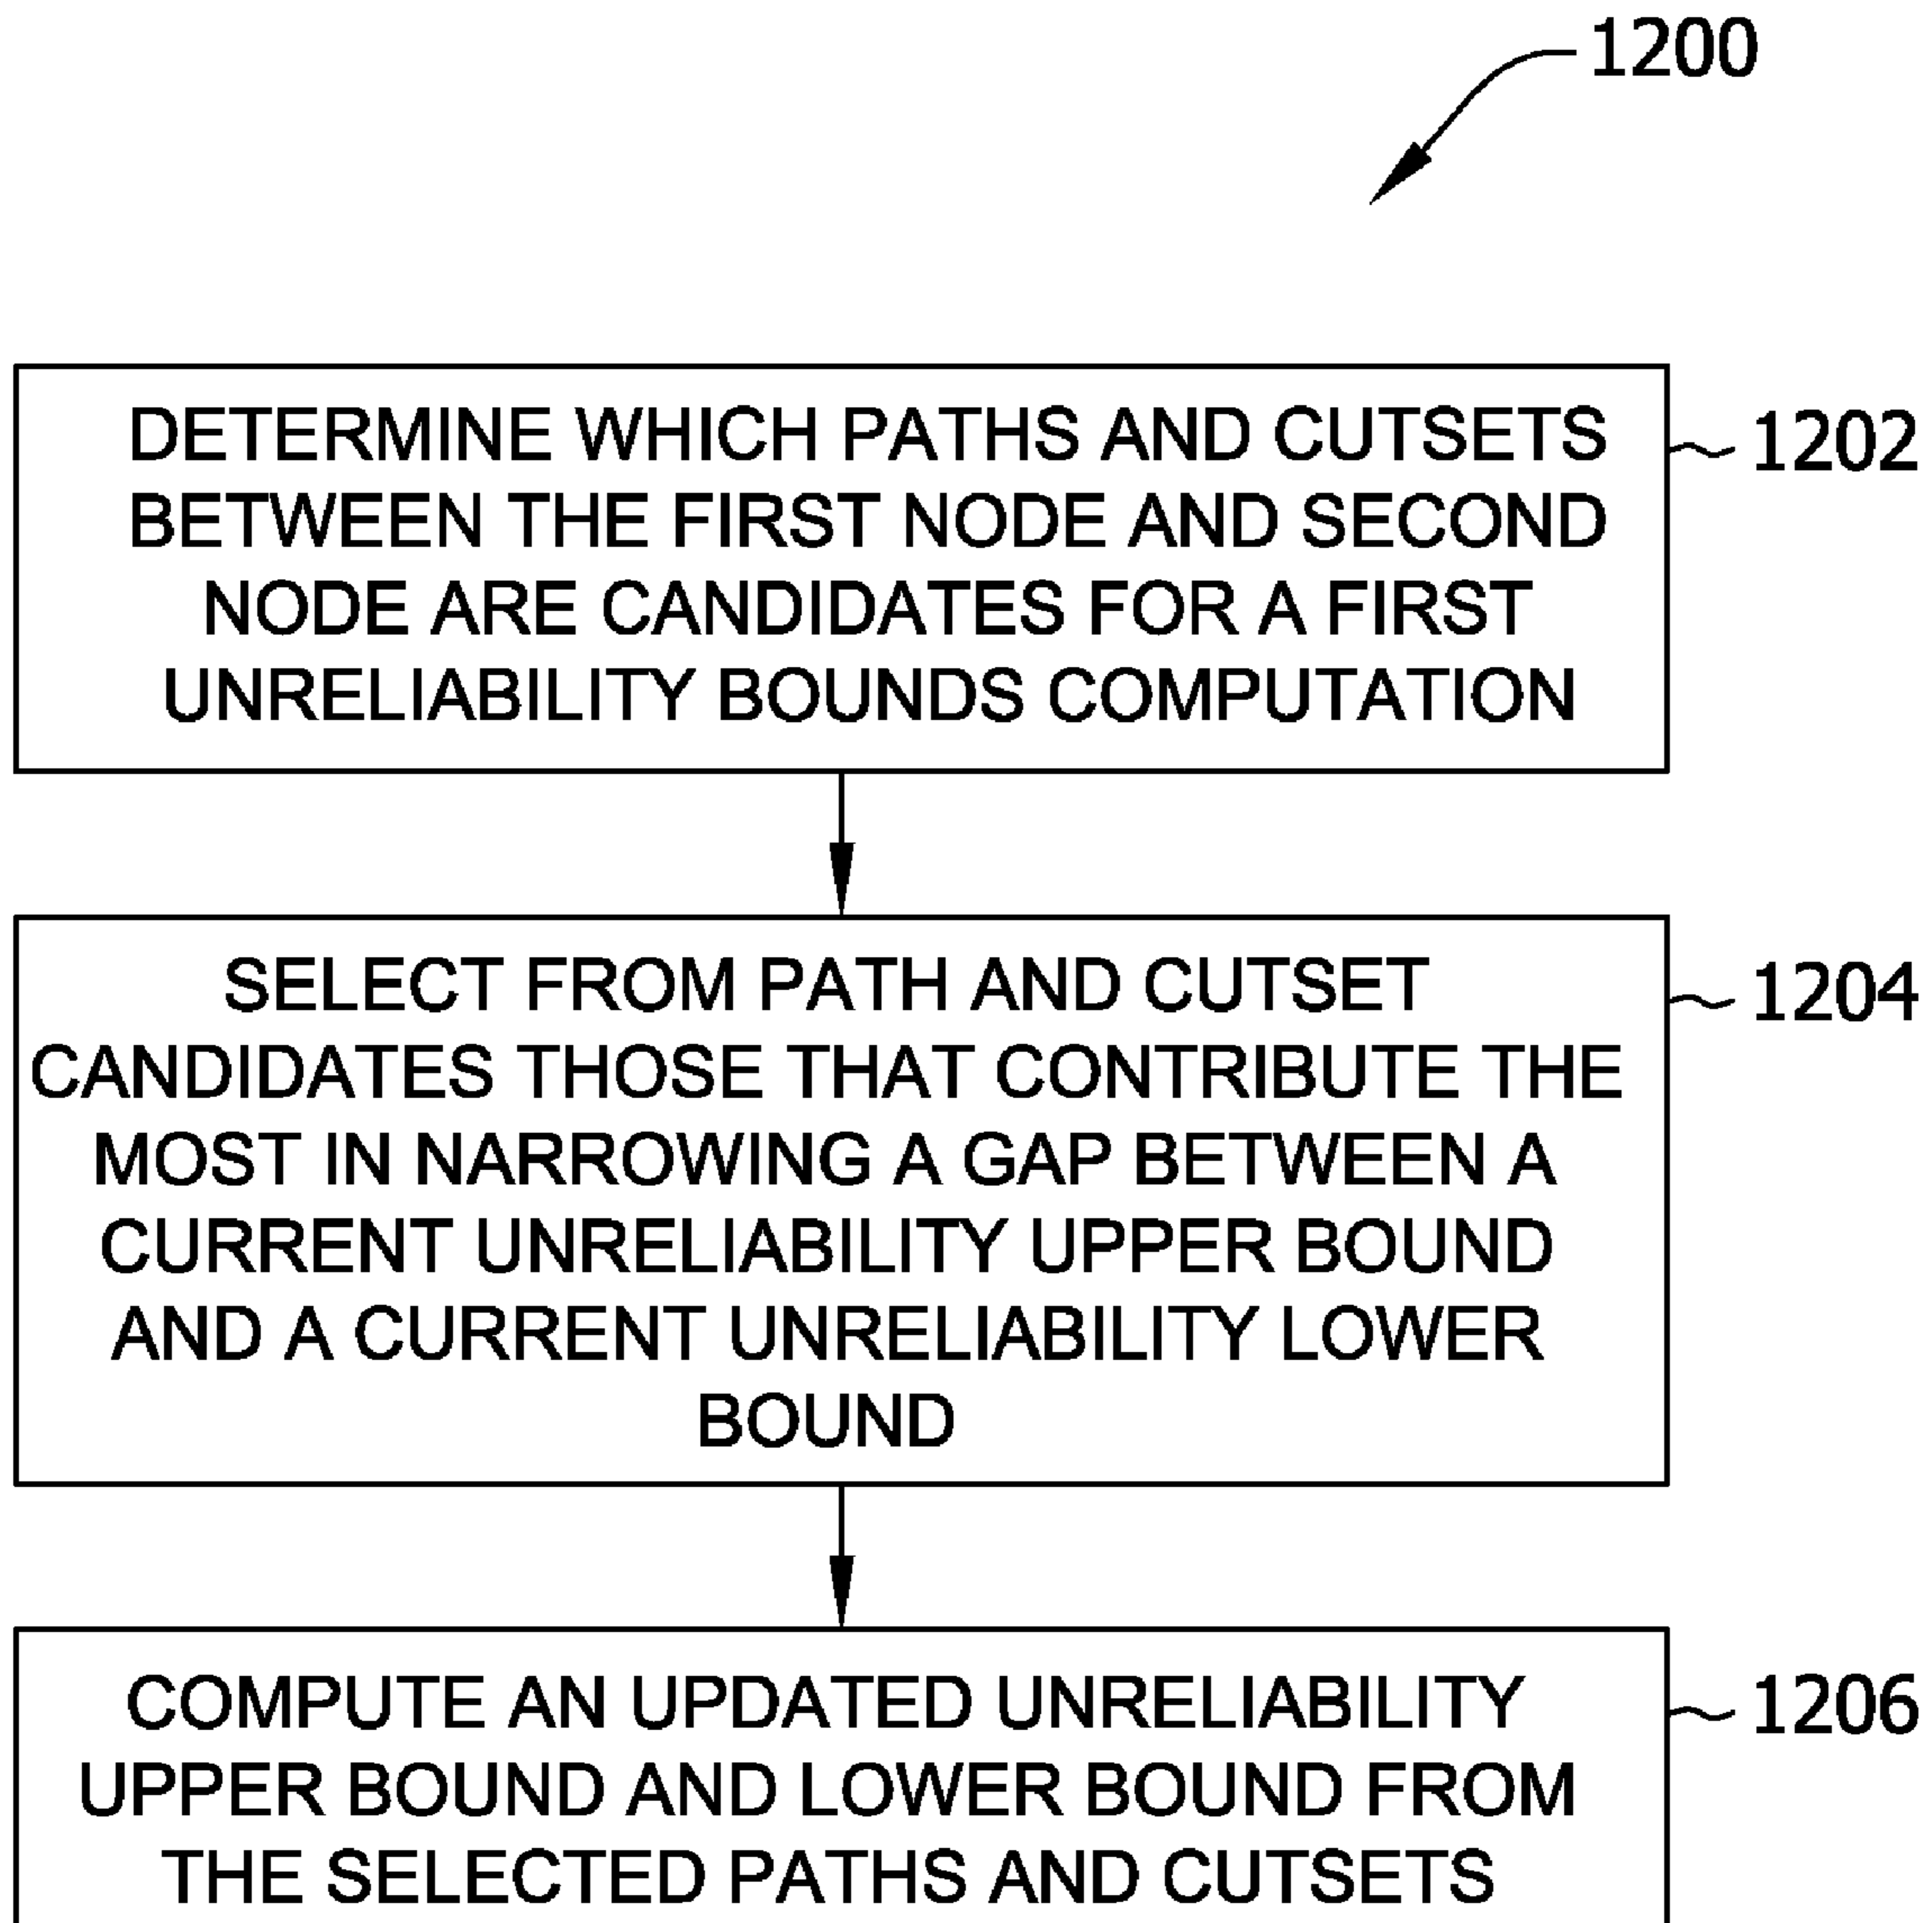 1200
DETERMINE WHICH PATHS AND CUTSETS
1202
BETWEEN THE FIRST NODE AND SECOND
NODE ARE CANDIDATES FOR A FIRST
UNRELIABILITY BOUNDS COMPUTATION
SELECT FROM PATH AND CUTSET
1204
CANDIDATES THOSE THAT CONTRIBUTE THE
MOST IN NARROWING A GAP BETWEEN A
CURRENT UNRELIABILITY UPPER BOUND
AND A CURRENT UNRELIABILITY LOWER
BOUND
COMPUTE AN UPDATED UNRELIABILITY
1206
UPPER BOUND AND LOWER BOUND FROM
THE SELECTED PATHS AND CUTSETS